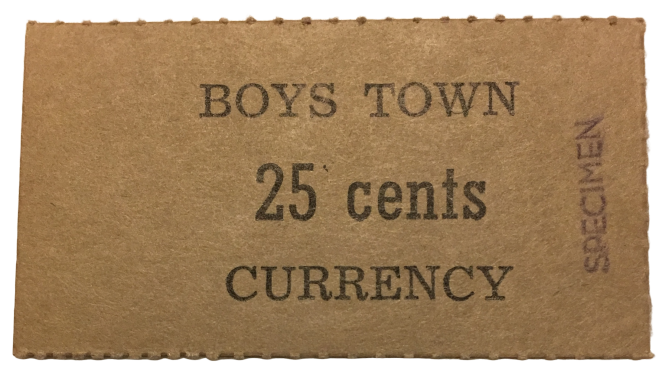 BOYS TOWN
25 cents
CURRENCY
SPECIMEN